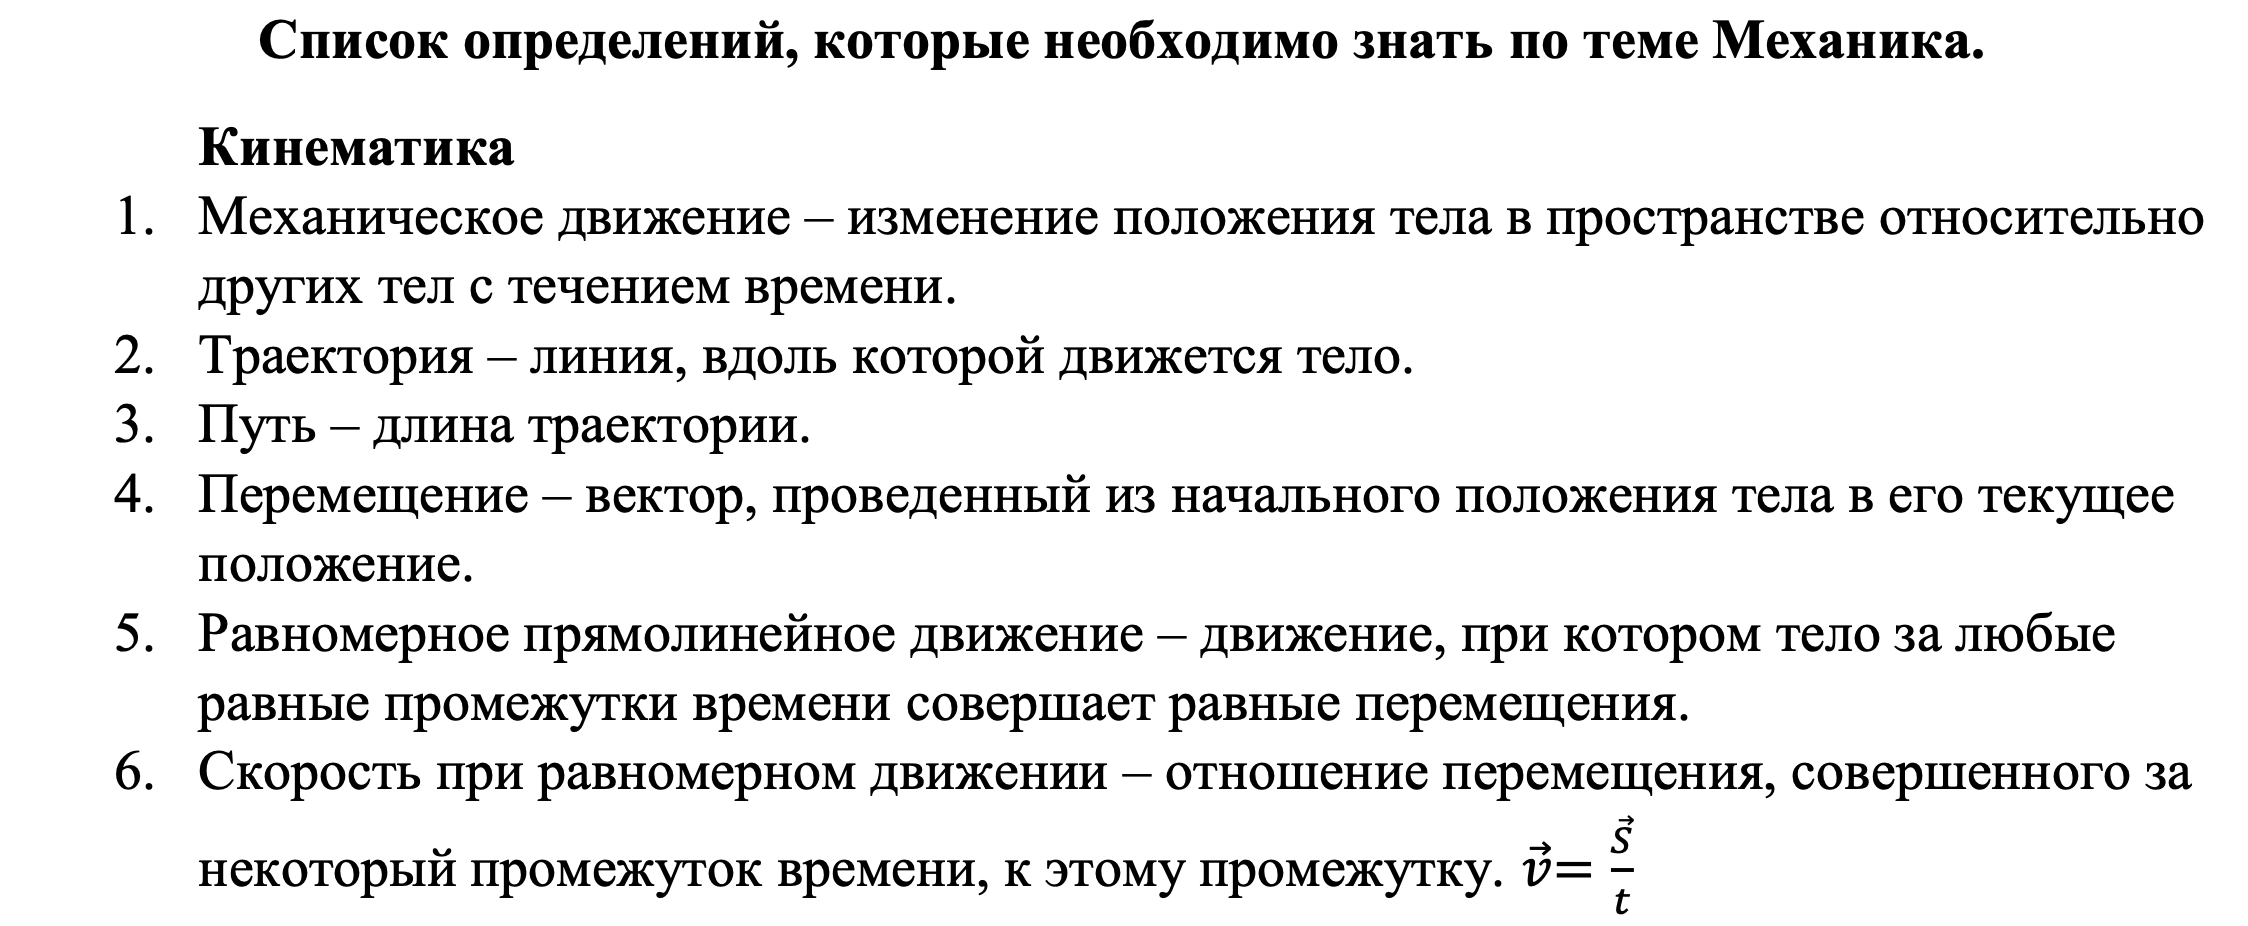 Список определений, которые необходимо знать по теме Механика.
Кинематика
1. Механическое движение – изменение положения тела в пространстве относительно
других тел с течением времени.
2. Траектория – линия, вдоль которой движется тело.
3. Путь – длина траектории.
4. Перемещение – вектор, проведенный из начального положения тела в его текущее
положение.
5. Равномерное прямолинейное движение – движение, при котором тело за любые
равные промежутки времени совершает равные перемещения.
6. Скорость при равномерном движении – отношение перемещения, совершенного за
некоторый промежуток времени, к этому промежутку. $\vec{v} = \frac{\vec{s}}{t}$